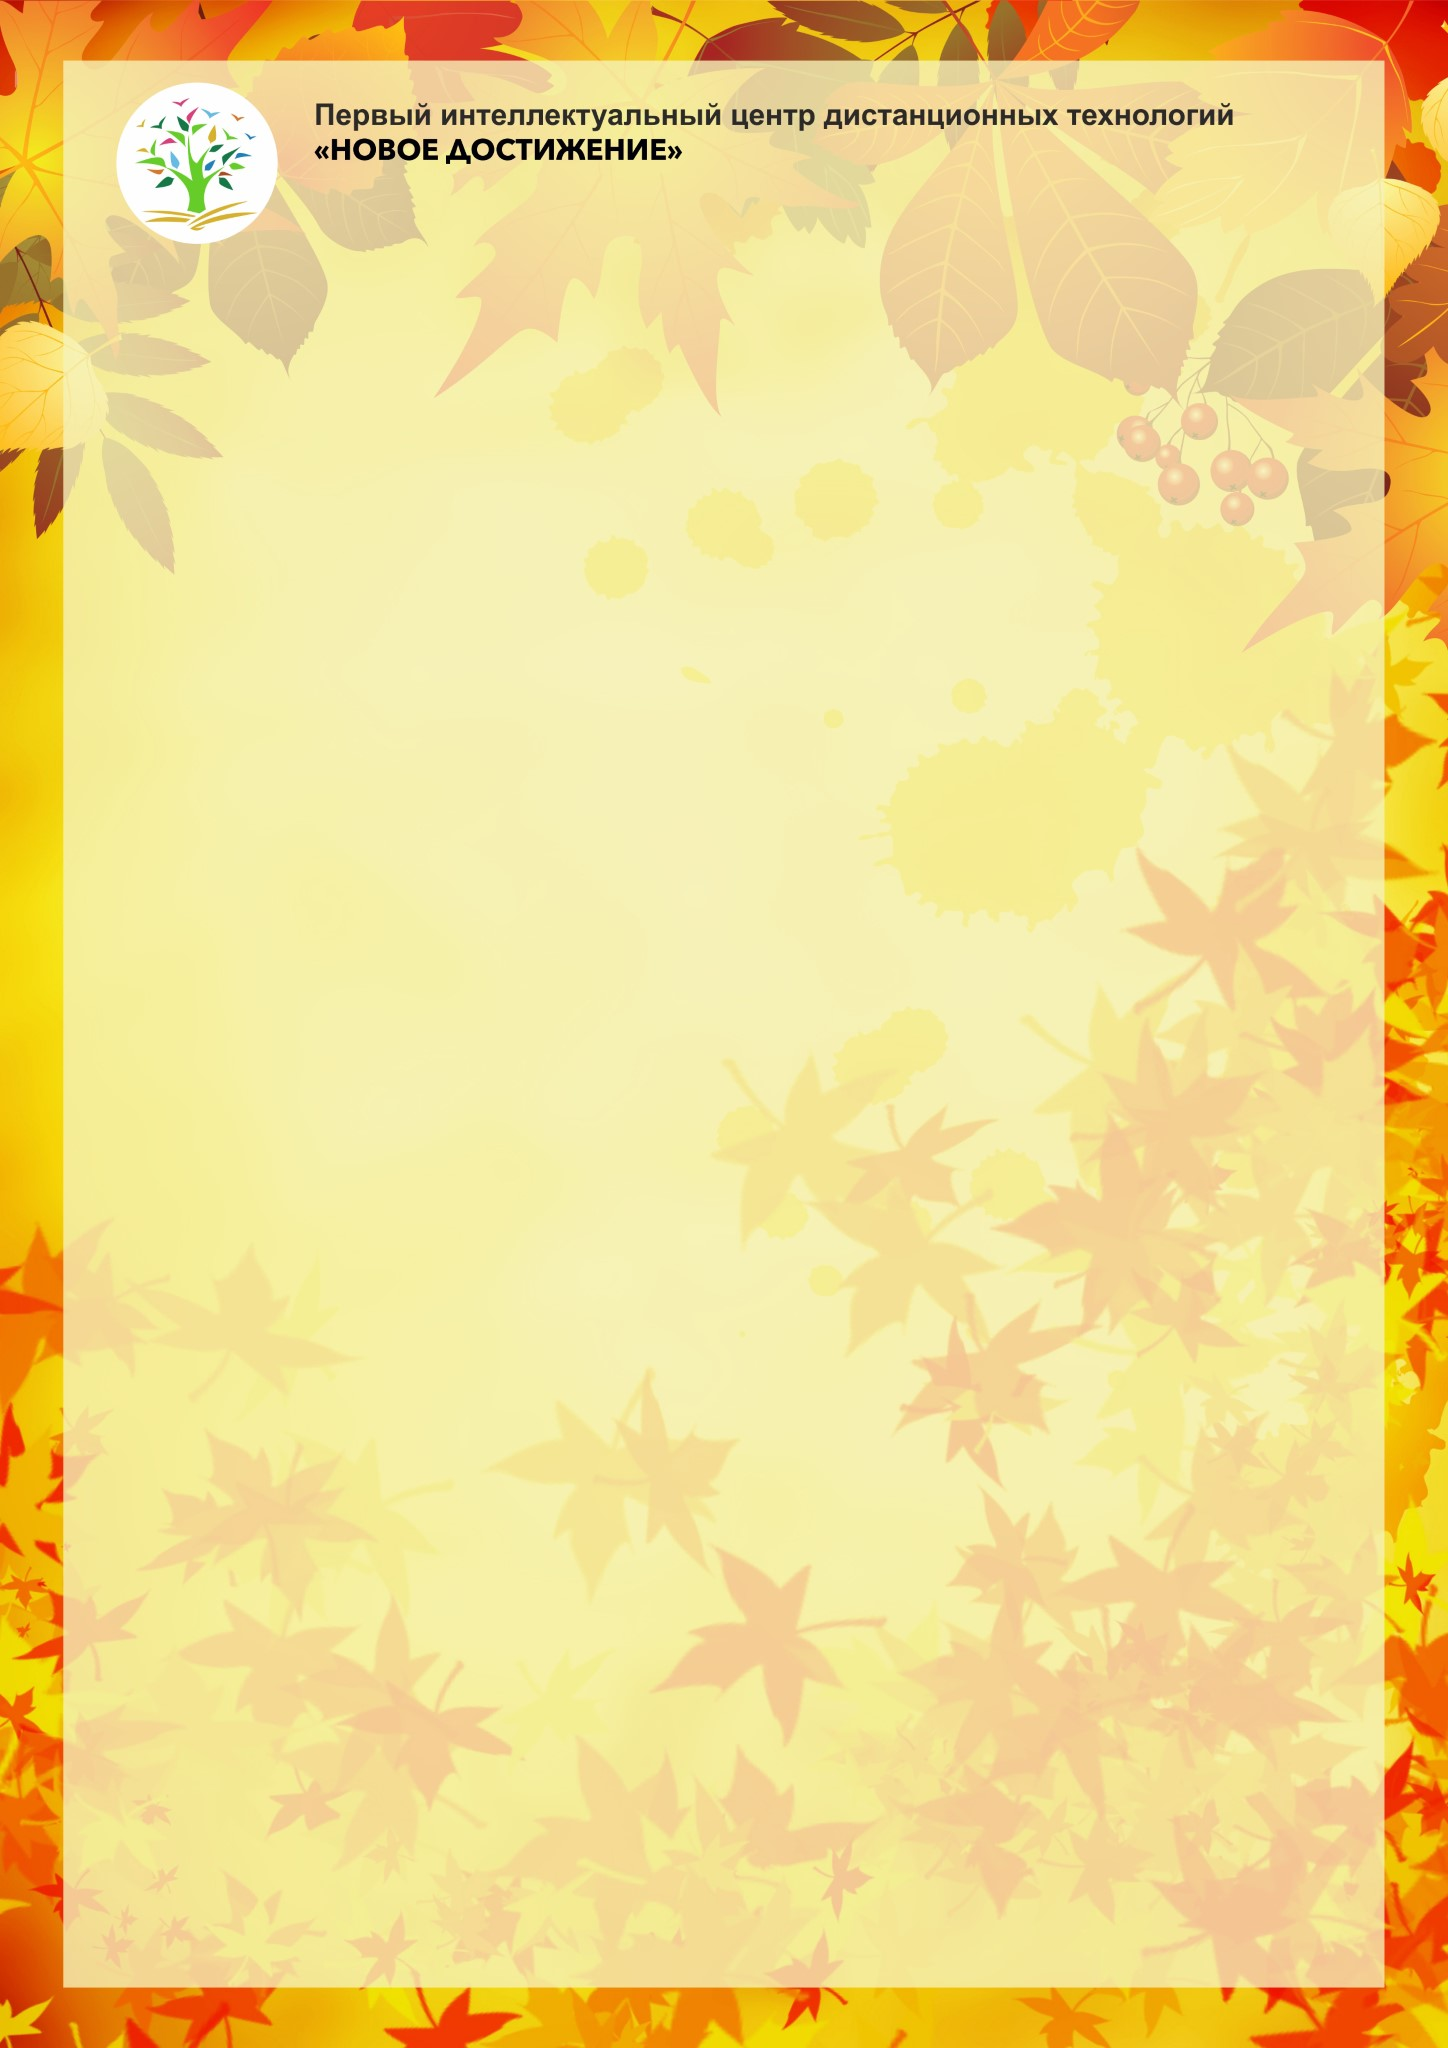 Первый интеллектуальный центр дистанционных технологий
«НОВОЕ ДОСТИЖЕНИЕ»